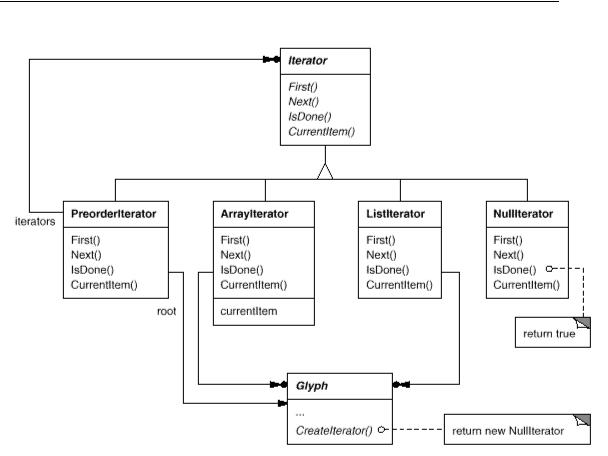 Iterator
First()
Next()
IsDone()
CurrentItem()
iterators
PreorderIterator
First()
Next()
IsDone()
CurrentItem()
root
ArrayIterator
First()
Next()
IsDone()
CurrentItem()
currentItem
ListIterator
First()
Next()
IsDone()
CurrentItem()
NullIterator
First()
Next()
IsDone()
CurrentItem()
return true
Glyph
...
CreateIterator()
return new NullIterator